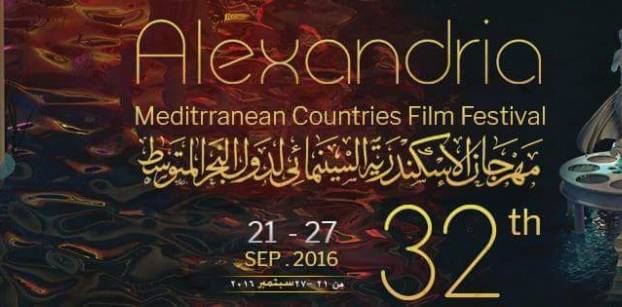 Alexandria
Meditrranean Countries Film Festival
مهرجان الإسكندرية السينمائي لدول البحر المتوسط
21 - 27
SEP . 2016
32th
من ٢١ - ٢٧ سبتمبر ٢٠١٦